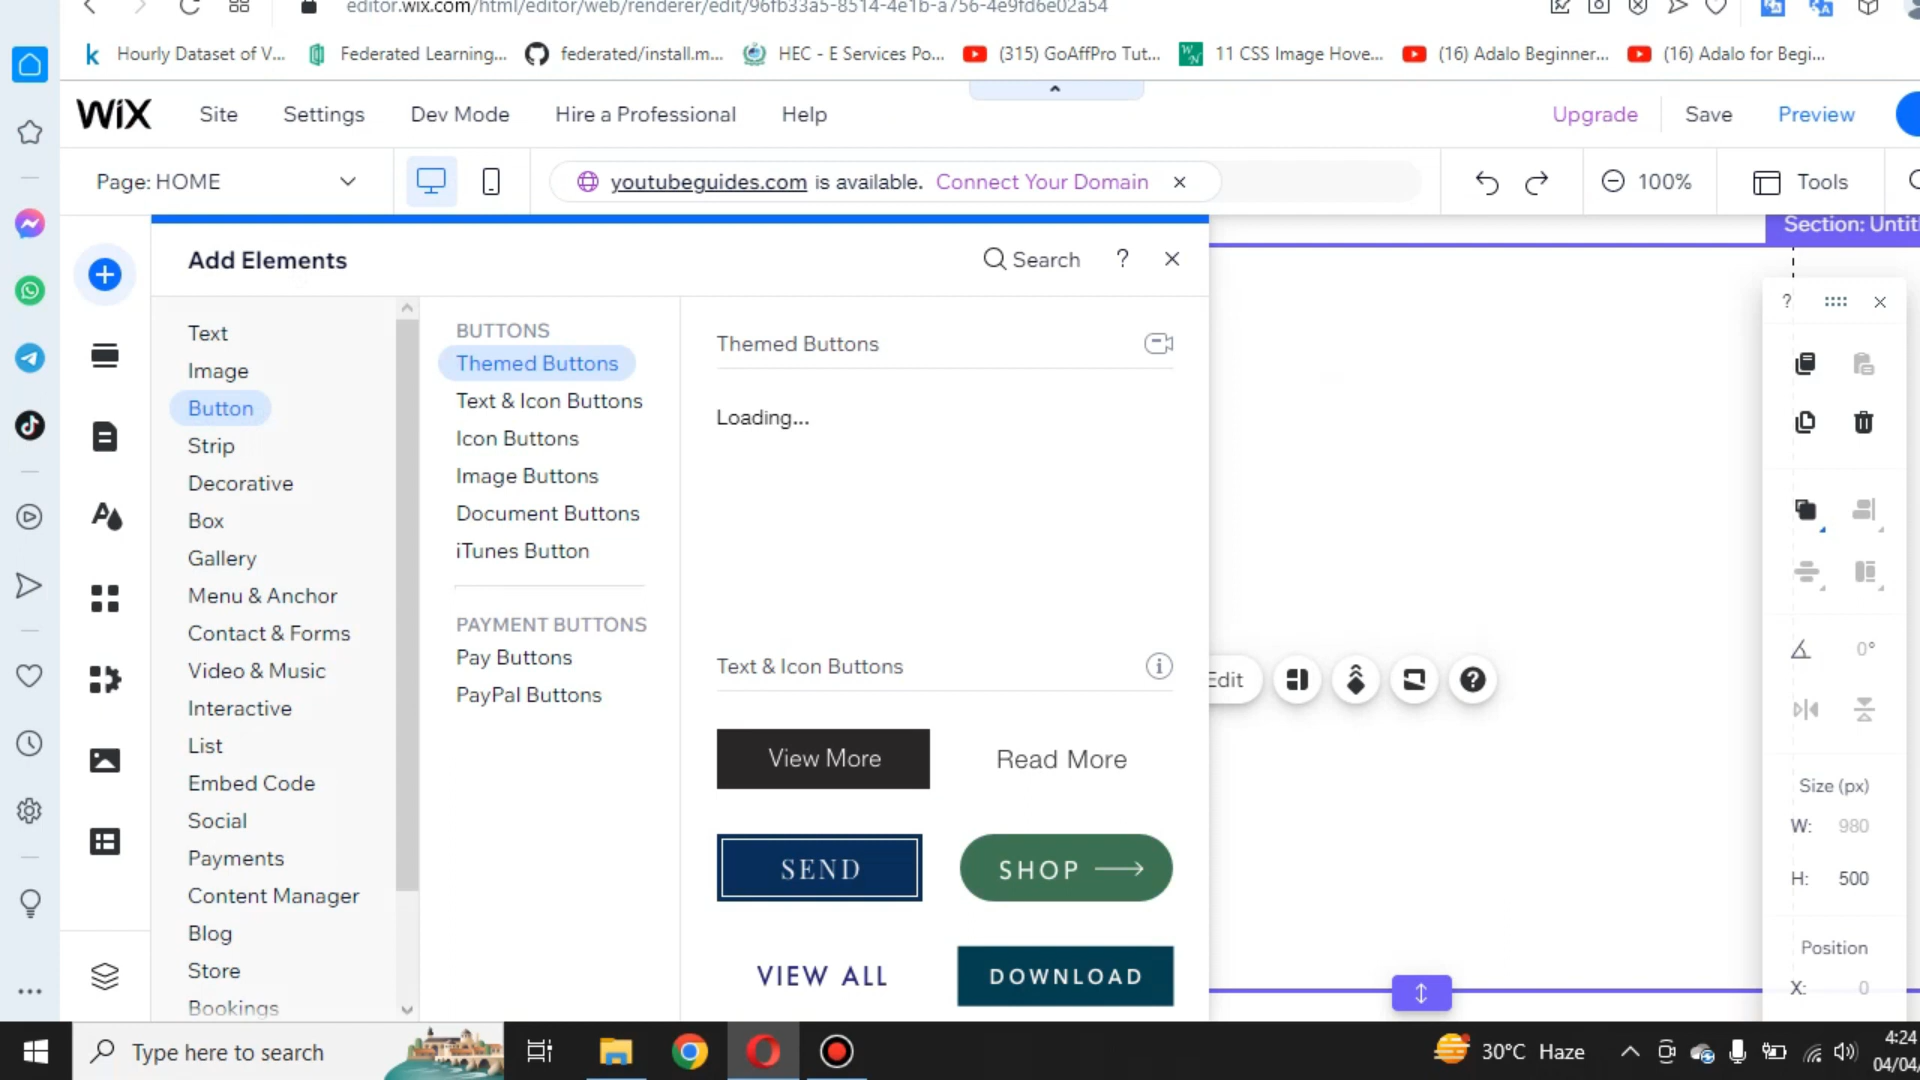 editor.wix.com/html/editor/web/renderer/edit/96fb33a5-8514-4e1b-a756-4e9fd6e02a54
Hourly Dataset of V...
Federated Learning...
federated/install.m...
HEC - E Services Po...
(315) GoAffPro Tut...
11 CSS Image Hove...
(16) Adalo Beginner...
(16) Adalo for Begi...
WiX
Site
Settings
Dev Mode
Hire a Professional
Help
Upgrade
Save
Preview
Page: HOME
youtubeguides.com is available. Connect Your Domain
100%
Tools
Section: Untit
Add Elements
Search
?
Text
Image
Button
Strip
Decorative
Box
Gallery
Menu & Anchor
Contact & Forms
Video & Music
Interactive
List
Embed Code
Social
Payments
Content Manager
Blog
Store
Bookings
BUTTONS
Themed Buttons
Text & Icon Buttons
Icon Buttons
Image Buttons
Document Buttons
iTunes Button
PAYMENT BUTTONS
Pay Buttons
PayPal Buttons
Themed Buttons
Loading...
Text & Icon Buttons
View More
Read More
SEND
SHOP
VIEW ALL
DOWNLOAD
Edit
?
?
0°
Size (px)
W: 980
H: 500
Position
X: 0
Type here to search
30°C Haze
4:24
04/04/